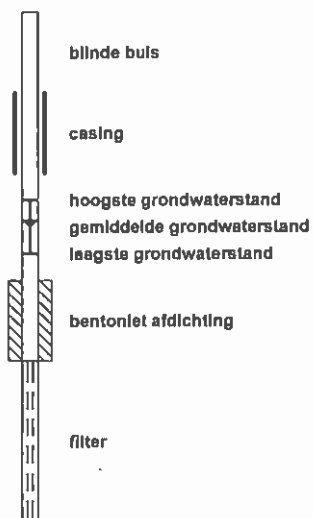 blinde buis
casing
hoogste grondwaterstand
gemiddelde grondwaterstand
laagste grondwaterstand
bentoniet afdichting
filter